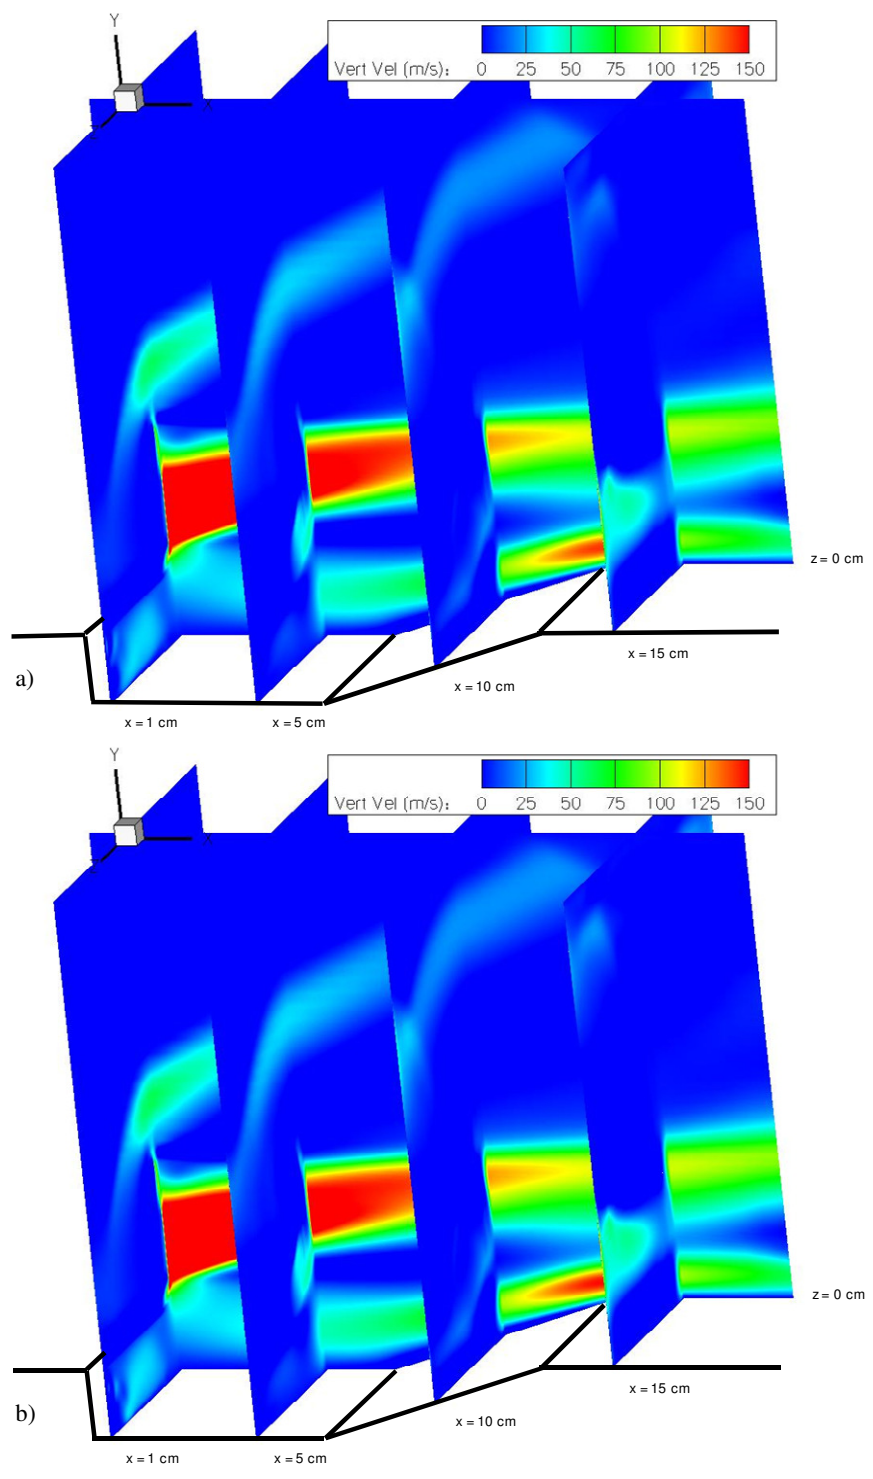 Y
Vert Vel (m/s): 0 25 50 75 100 125 150
X
z = 0 cm
x = 15 cm
a)
x = 10 cm
x = 1 cm x = 5 cm
Y
Vert Vel (m/s): 0 25 50 75 100 125 150
X
z = 0 cm
x = 15 cm
b)
x = 10 cm
x = 1 cm x = 5 cm